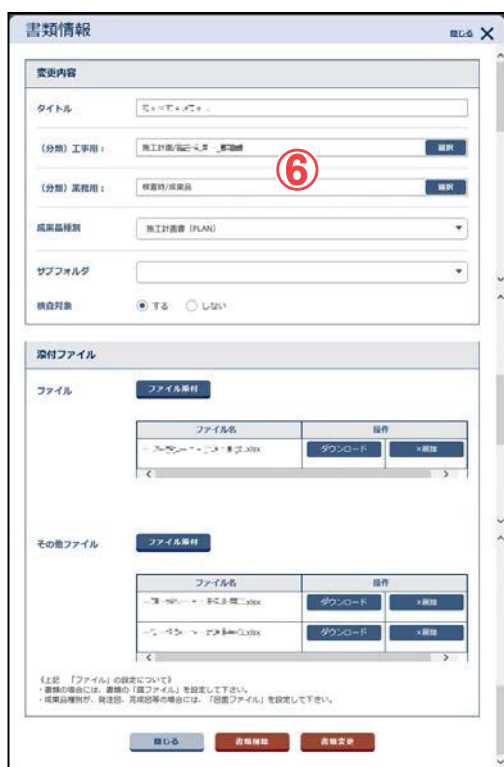 書類情報
閉じる ×
変更内容
タイトル
(分類) 工事用:
施工計画/
選択
⑥
(分類) 業務用:
検査時/成果品
選択
成果品種別
施工計画書 (PLAN)
サブフォルダ
検査対象
する しない
添付ファイル
ファイル
ファイル添付
ファイル名 操作
.xlsx ダウンロード ×削除
その他ファイル
ファイル添付
ファイル名 操作
.xlsx ダウンロード ×削除
.xlsx ダウンロード ×削除
《上記 「ファイル」の設定について》
・書類の場合には、書類の「鑑ファイル」を設定して下さい。
・成果品種別が、発注図、完成図等の場合には、「図面ファイル」を設定して下さい。
閉じる 書類削除 書類変更